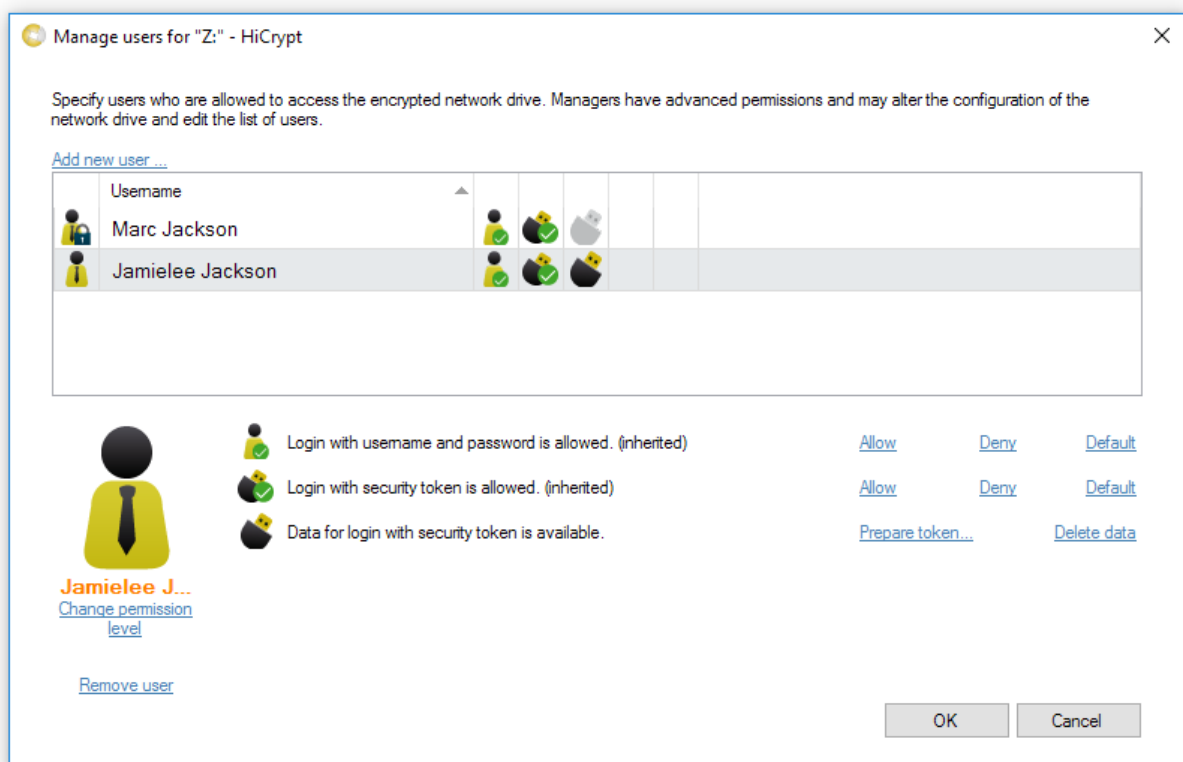 Manage users for "Z:" - HiCrypt
Specify users who are allowed to access the encrypted network drive. Managers have advanced permissions and may alter the configuration of the
network drive and edit the list of users.
Add new user ...
Username
Marc Jackson
Jamielee Jackson
Login with username and password is allowed. (inherited) Allow Deny Default
Login with security token is allowed. (inherited) Allow Deny Default
Data for login with security token is available. Prepare token... Delete data
Jamielee J...
Change permission
level
Remove user
OK Cancel